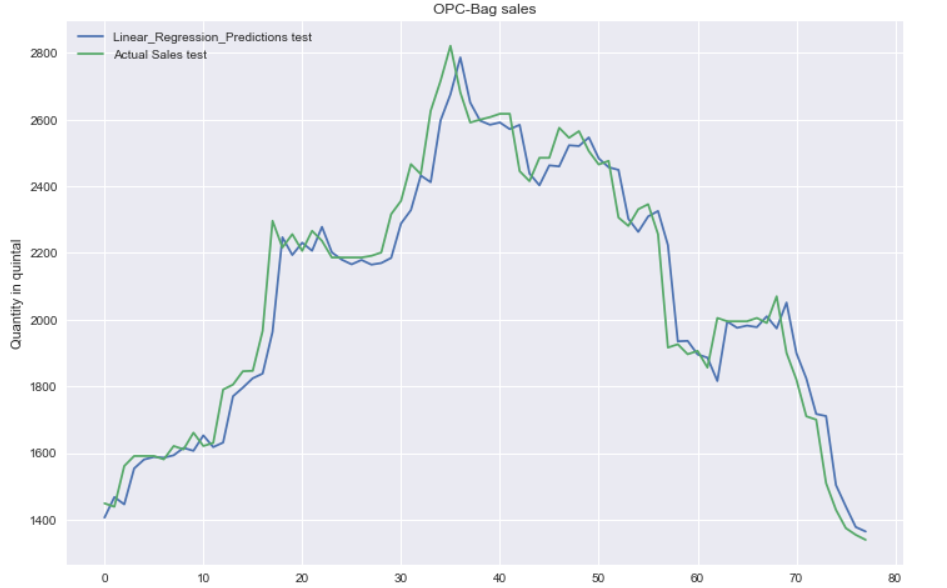 OPC-Bag sales
Linear_Regression_Predictions test
Actual Sales test
Quantity in quintal
2800
2600
2400
2200
2000
1800
1600
1400
0 10 20 30 40 50 60 70 80